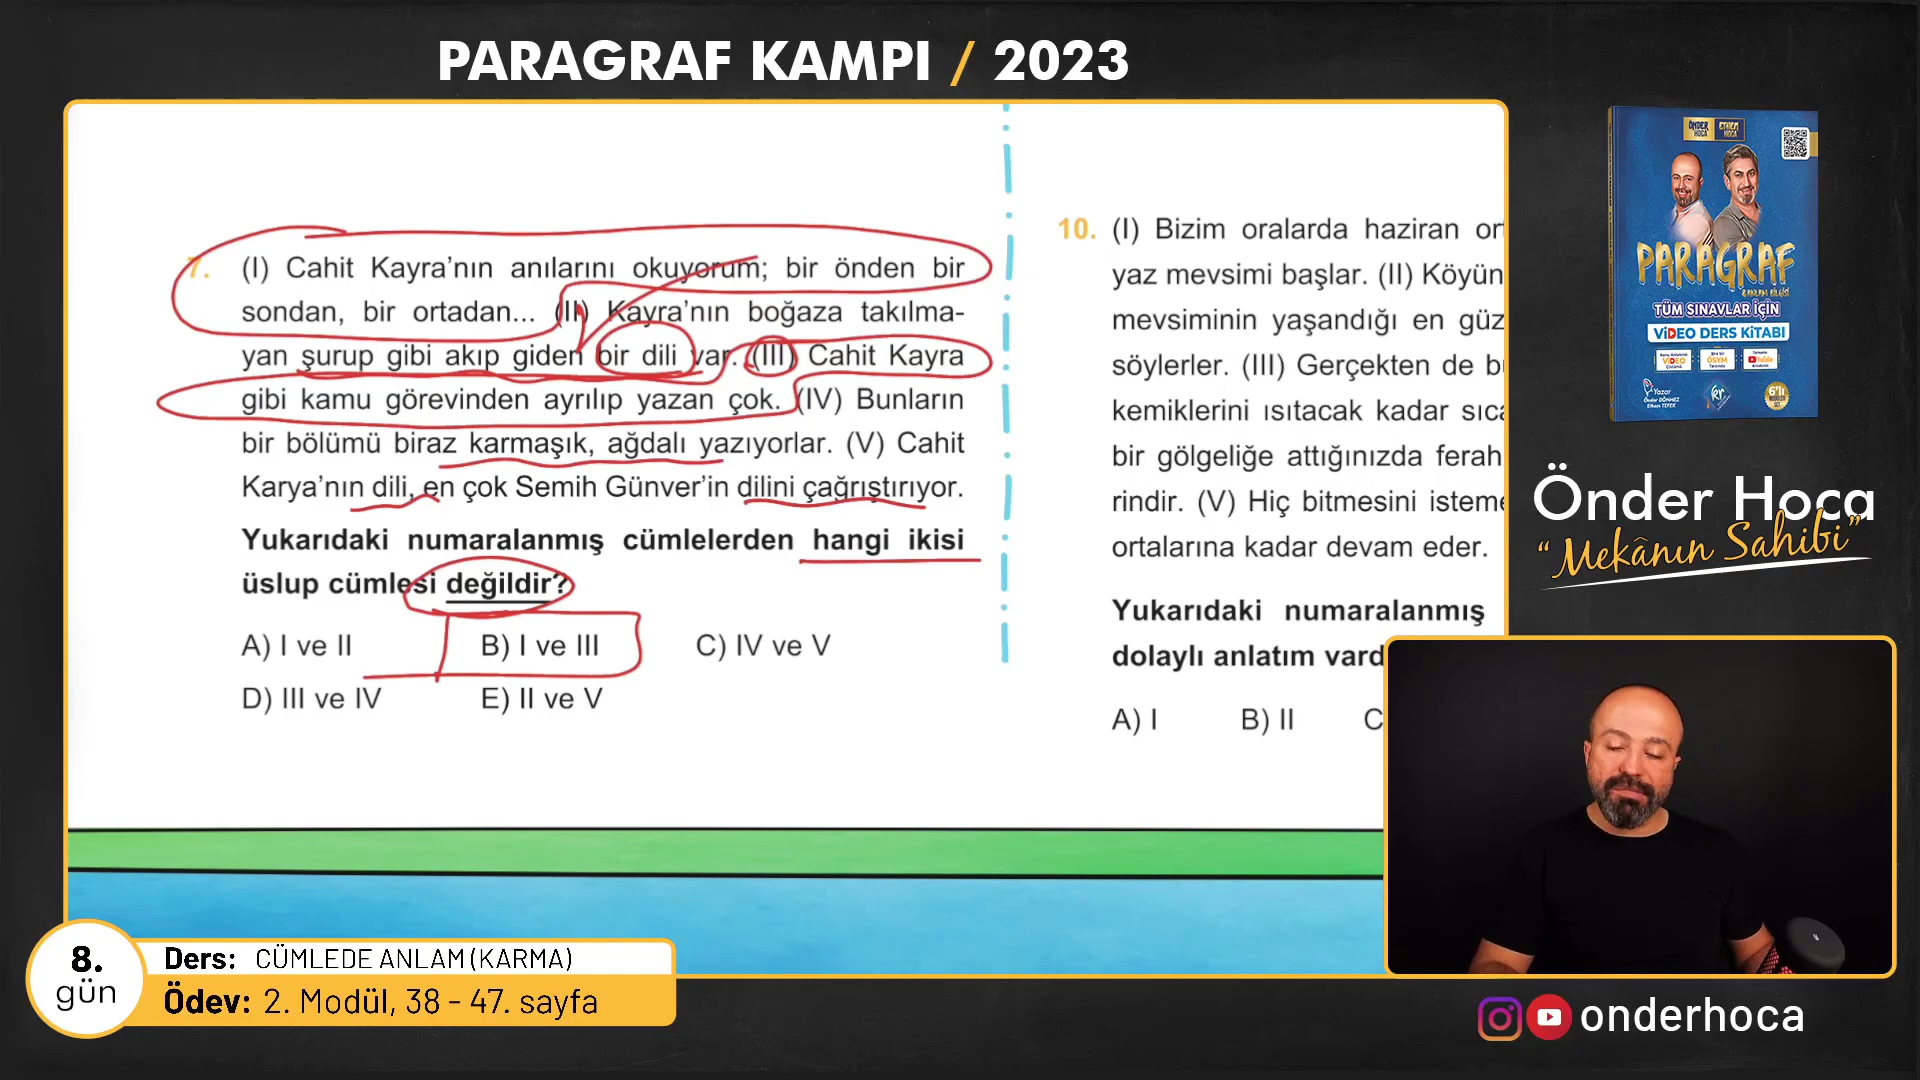 PARAGRAF KAMPI / 2023
7. (I) Cahit Kayra’nın anılarını okuyorum; bir önden bir
sondan, bir ortadan... (II) Kayra’nın boğaza takılma-
yan şurup gibi akıp giden bir dili var. (III) Cahit Kayra
gibi kamu görevinden ayrılıp yazan çok. (IV) Bunların
bir bölümü biraz karmaşık, ağdalı yazıyorlar. (V) Cahit
Karya’nın dili, en çok Semih Günver’in dilini çağrıştırıyor.
Yukarıdaki numaralanmış cümlelerden hangi ikisi
üslup cümlesi değildir?
A) I ve II B) I ve III C) IV ve V
D) III ve IV E) II ve V
10. (I) Bizim oralarda haziran or
yaz mevsimi başlar. (II) Köyün
mevsiminin yaşandığı en güz
söylerler. (III) Gerçekten de b
kemiklerini ısıtacak kadar sıca
bir gölgeliğe attığınızda ferah
rindir. (V) Hiç bitmesini isteme
ortalarına kadar devam eder.
Yukarıdaki numaralanmış
dolaylı anlatım vard
A) I B) II C
ÖNDER HOCA
ETHEM HOCA
PARAGRAF
TÜM SINAVLAR İÇİN
VİDEO DERS KİTABI
Önder Hoca
“Mekânın Sahibi”
8.
gün
Ders: CÜMLEDE ANLAM (KARMA)
Ödev: 2. Modül, 38 - 47. sayfa
onderhoca